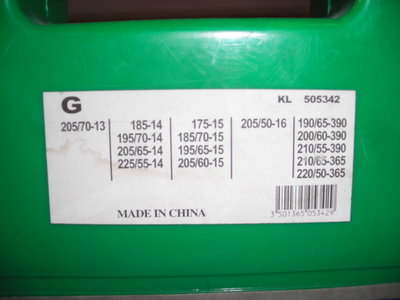 G KL 505342
205/70-13 185-14 175-15 205/50-16 190/65-390
195/70-14 185/70-15 200/60-390
205/65-14 195/65-15 210/55-390
225/55-14 205/60-15 210/65-365
220/50-365
MADE IN CHINA
3 501365 053429